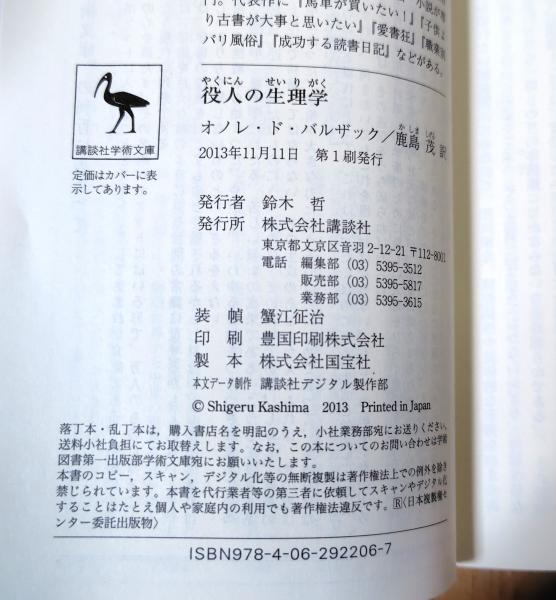 門。代表作に『馬車が買いたい！』『子供よ
り古書が大事と思いたい』『愛書狂』『職業別
パリ風俗』『成功する読書日記』などがある。
講談社学術文庫
定価はカバーに表
示してあります。
やくにん　せいりがく
役人の生理学
オノレ・ド・バルザック／鹿島　茂 訳
かしま　しげる
2013年11月11日　第1刷発行
発行者　鈴木　哲
発行所　株式会社講談社
東京都文京区音羽 2-12-21 〒112-8001
電話　編集部 (03) 5395-3512
販売部 (03) 5395-5817
業務部 (03) 5395-3615
装　幀　蟹江征治
印　刷　豊国印刷株式会社
製　本　株式会社国宝社
本文データ制作　講談社デジタル製作部
© Shigeru Kashima　2013　Printed in Japan
落丁本・乱丁本は，購入書店名を明記のうえ，小社業務部宛にお送りください。
送料小社負担にてお取替えします。なお，この本についてのお問い合わせは学術
図書第一出版部学術文庫宛にお願いいたします。
本書のコピー，スキャン，デジタル化等の無断複製は著作権法上での例外を除き
禁じられています。本書を代行業者等の第三者に依頼してスキャンやデジタル化
することはたとえ個人や家庭内の利用でも著作権法違反です。Ⓡ〈日本複製権セ
ンター委託出版物〉
ISBN978-4-06-292206-7